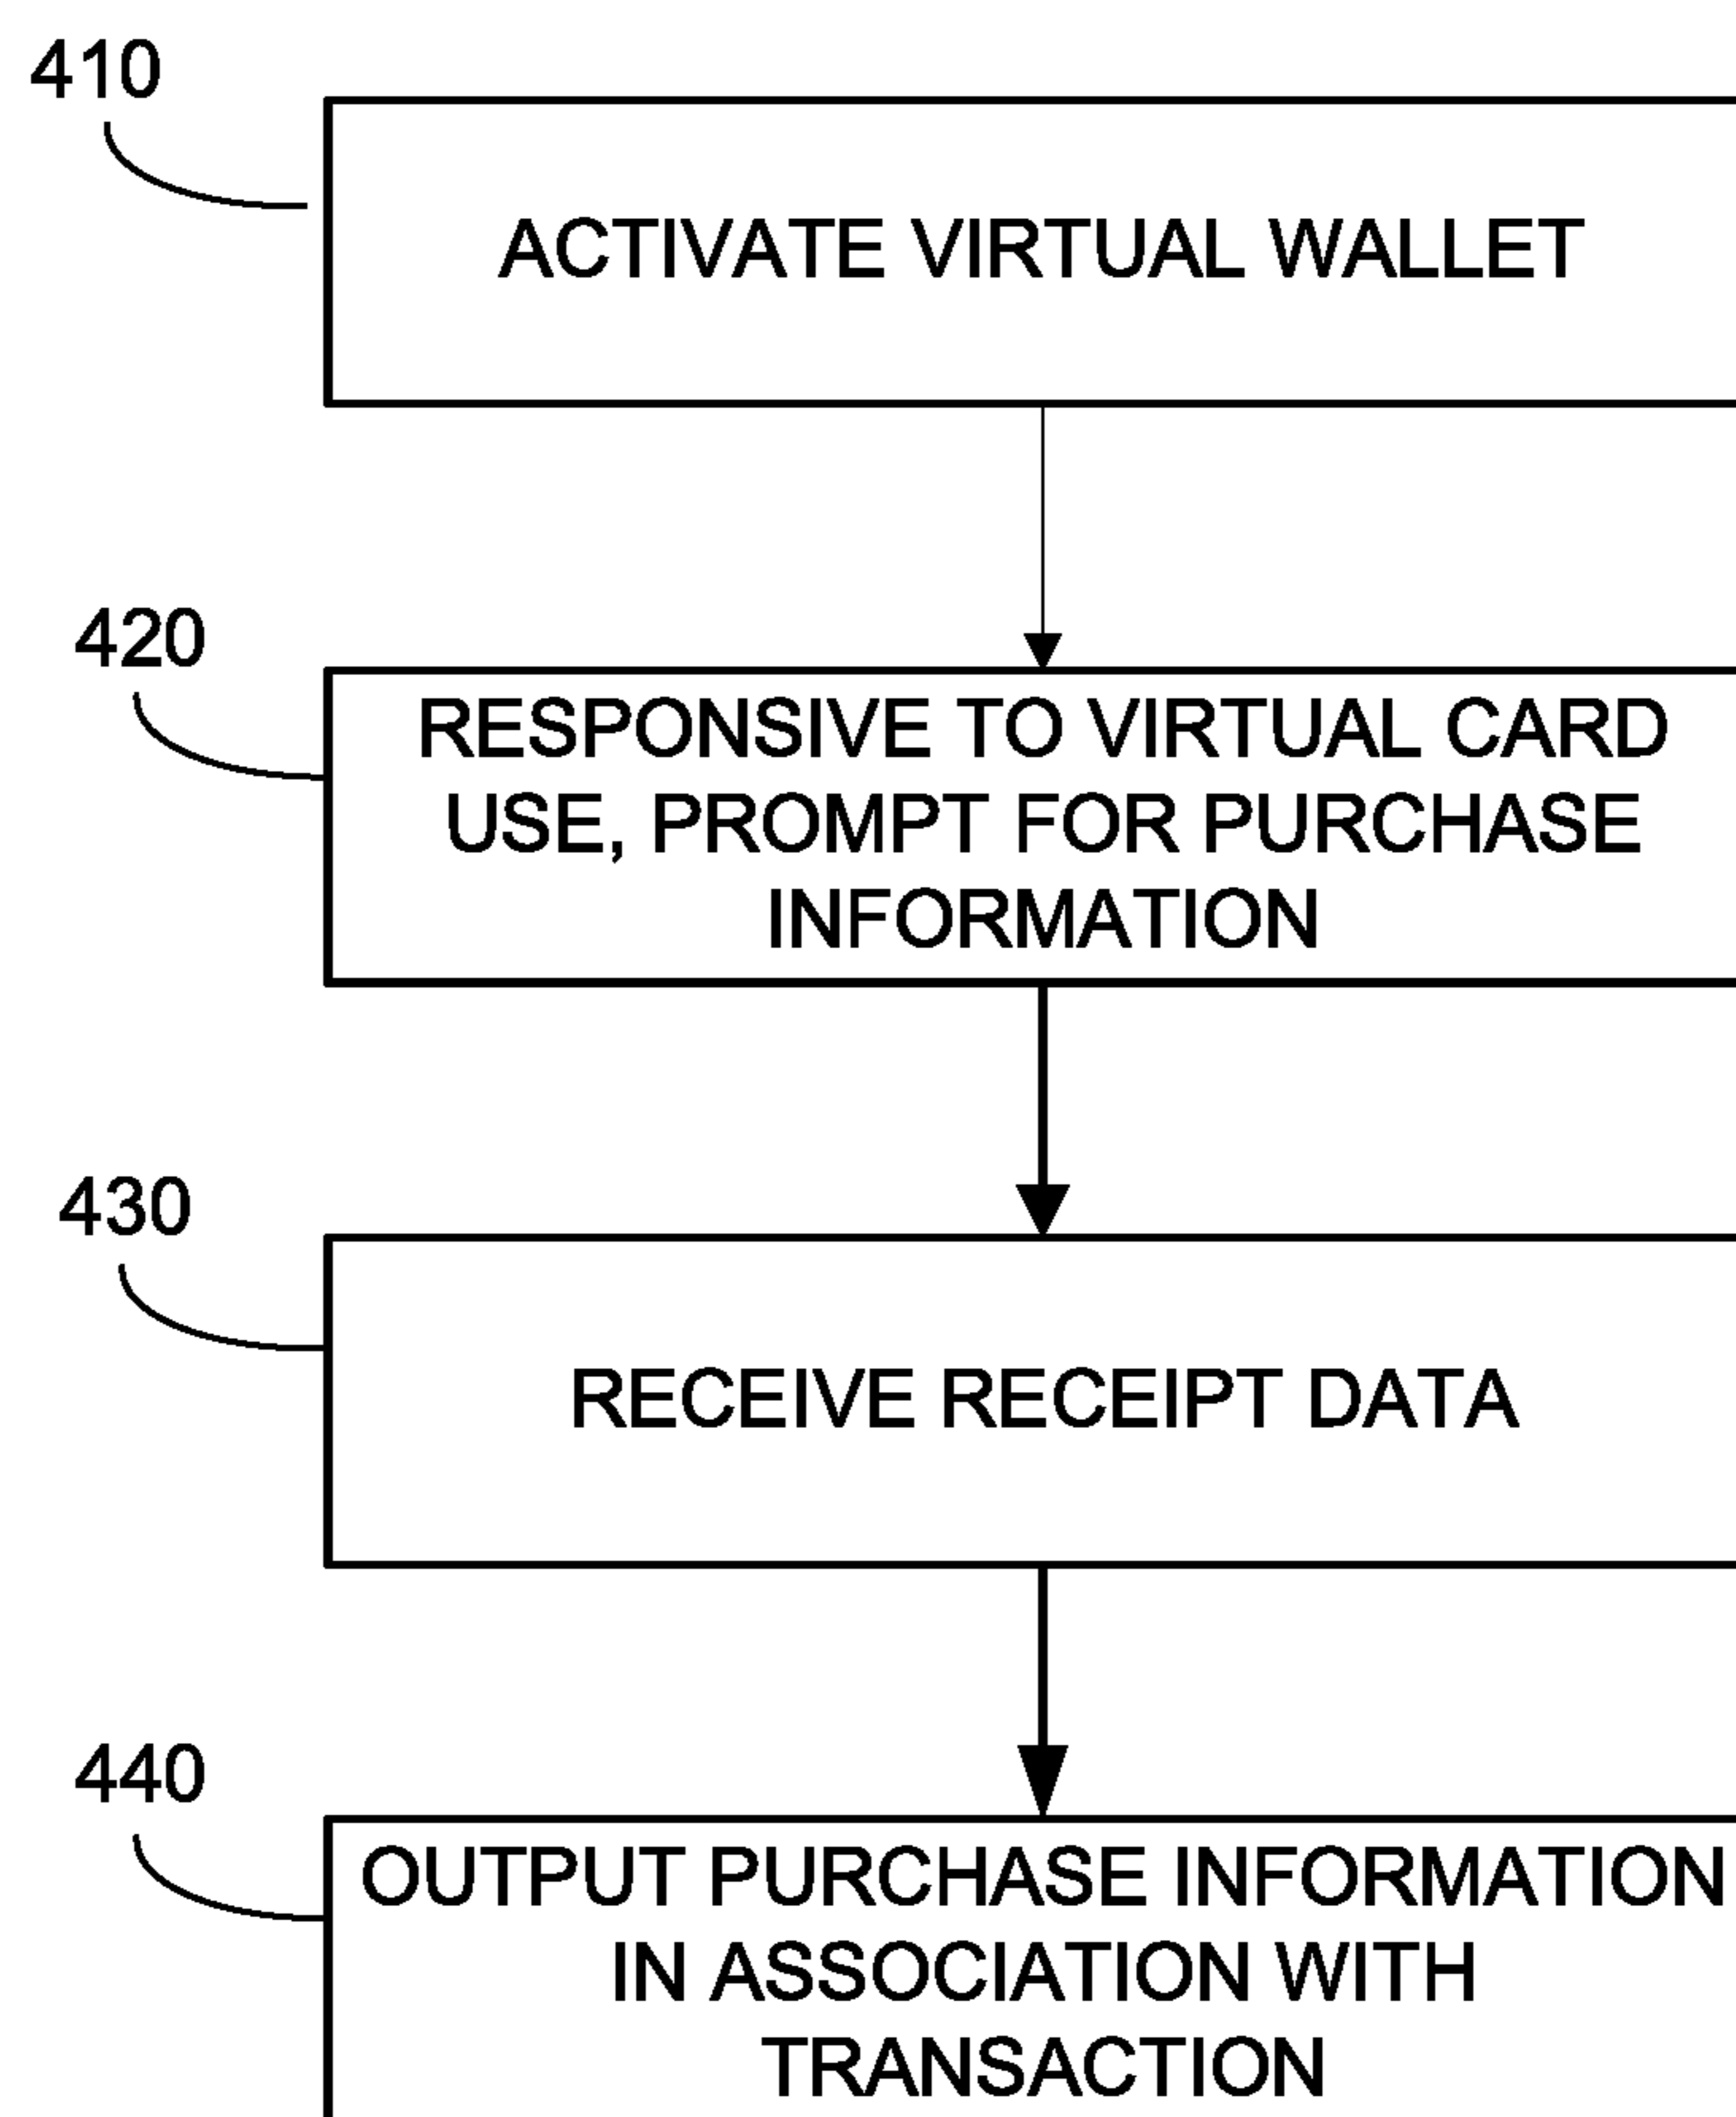 410
ACTIVATE VIRTUAL WALLET
420
RESPONSIVE TO VIRTUAL CARD
USE, PROMPT FOR PURCHASE
INFORMATION
430
RECEIVE RECEIPT DATA
440
OUTPUT PURCHASE INFORMATION
IN ASSOCIATION WITH
TRANSACTION